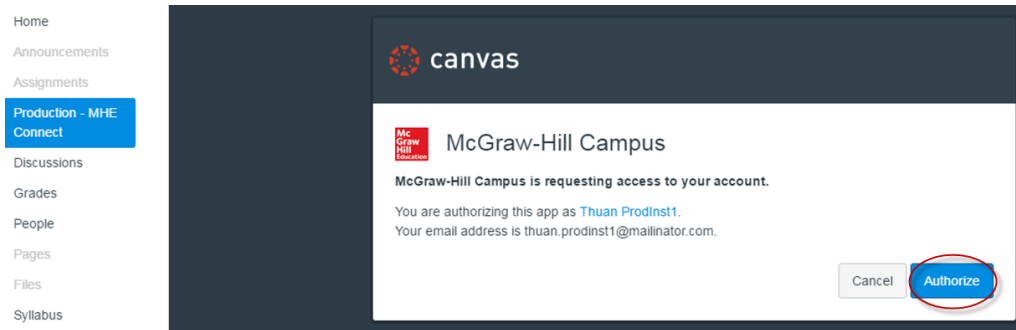 Home
Announcements
Assignments
Production - MHE
Connect
Discussions
Grades
People
Pages
Files
Syllabus
canvas
Mc
Graw
Hill
Education
McGraw-Hill Campus
McGraw-Hill Campus is requesting access to your account.
You are authorizing this app as Thuan ProdInst1.
Your email address is thuan.prodinst1@mailinator.com.
Cancel
Authorize